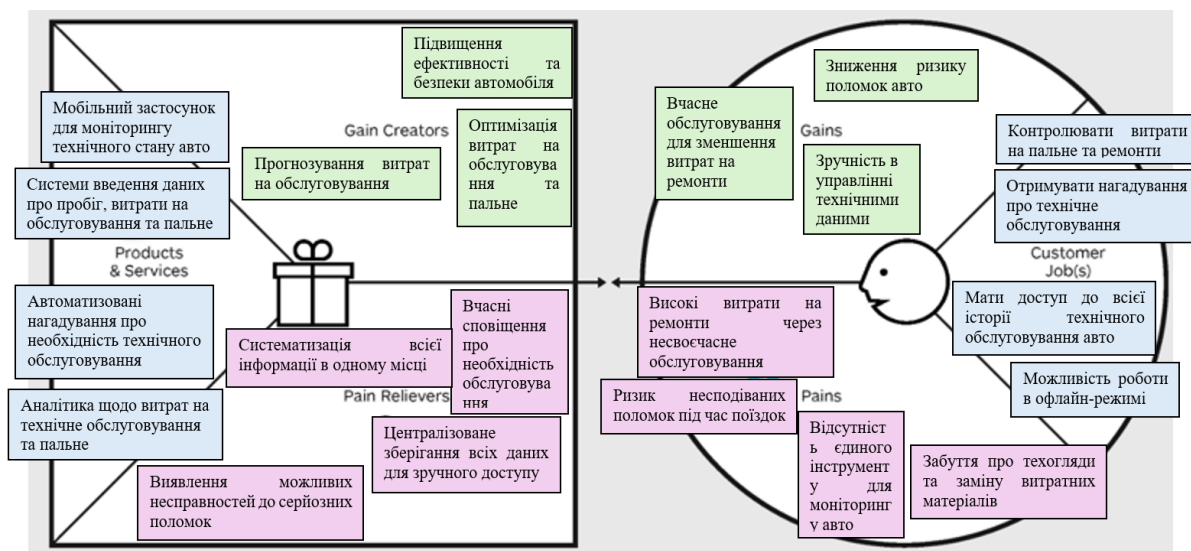 Підвищення
ефективності та
безпеки автомобіля
Мобільний застосунок
для моніторингу
технічного стану авто
Gain Creators
Оптимізація
витрат на
обслуговува
ння та
пальне
Прогнозування витрат
на обслуговування
Системи введення даних
про пробіг, витрати на
обслуговування та пальне
Products
& Services
Автоматизовані
нагадування про
необхідність технічного
обслуговування
Вчасні
сповіщення
про
необхідність
обслуговува
ння
Систематизація всієї
інформації в одному місці
Pain Relievers
Аналітика щодо витрат на
технічне обслуговування
та пальне
Централізоване
зберігання всіх даних
для зручного доступу
Виявлення можливих
несправностей до серйозних
поломок
Зниження ризику
поломок авто
Вчасне
обслуговування
для зменшення
витрат на
ремонти
Gains
Зручність в
управлінні
технічними
даними
Контролювати витрати
на пальне та ремонти
Отримувати нагадування
про технічне
обслуговування
Customer
Job(s)
Мати доступ до всієї
історії технічного
обслуговування авто
Можливість роботи
в офлайн-режимі
Високі витрати на
ремонти через
несвоєчасне
обслуговування
Ризик несподіваних
поломок під час поїздок
Pains
Відсутніст
ь єдиного
інструмент
у для
моніторинг
у авто
Забуття про техогляди
та заміну витратних
матеріалів